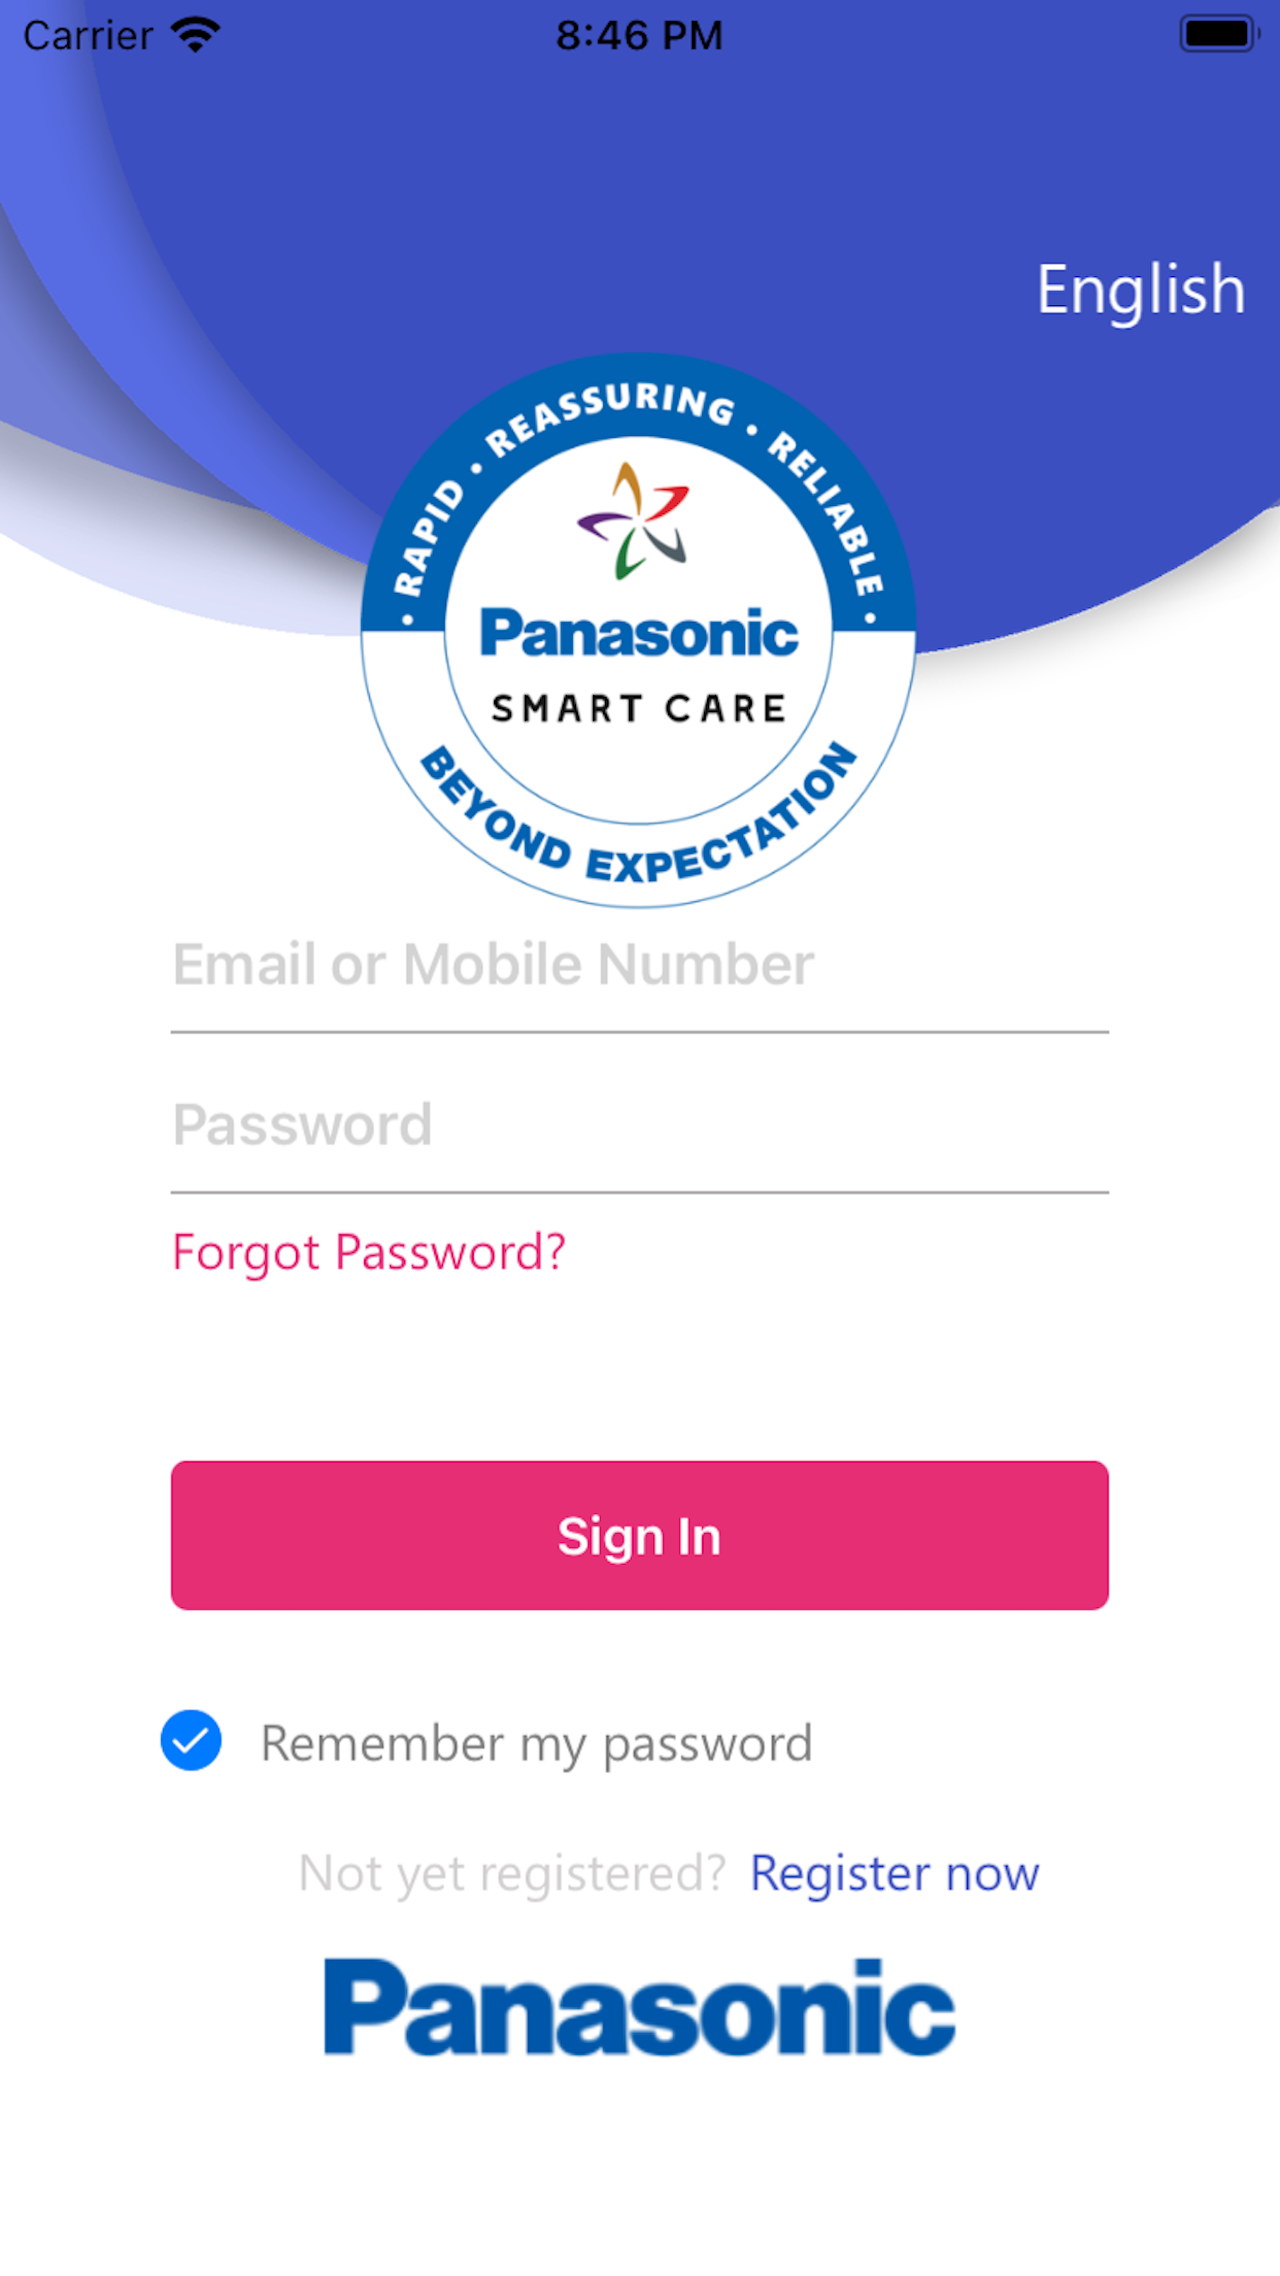 Carrier 8:46 PM
English
• RAPID • REASSURING • RELIABLE •
Panasonic
SMART CARE
BEYOND EXPECTATION
Email or Mobile Number
Password
Forgot Password?
Sign In
Remember my password
Not yet registered? Register now
Panasonic